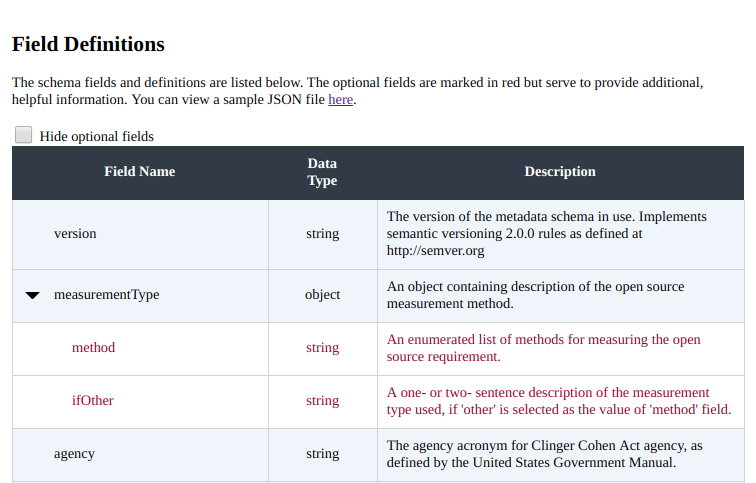 Field Definitions
The schema fields and definitions are listed below. The optional fields are marked in red but serve to provide additional,
helpful information. You can view a sample JSON file here.
Hide optional fields
Field Name
Data
Type
Description
version
string
The version of the metadata schema in use. Implements
semantic versioning 2.0.0 rules as defined at
http://semver.org
measurementType
object
An object containing description of the open source
measurement method.
method
string
An enumerated list of methods for measuring the open
source requirement.
ifOther
string
A one- or two- sentence description of the measurement
type used, if 'other' is selected as the value of 'method' field.
agency
string
The agency acronym for Clinger Cohen Act agency, as
defined by the United States Government Manual.